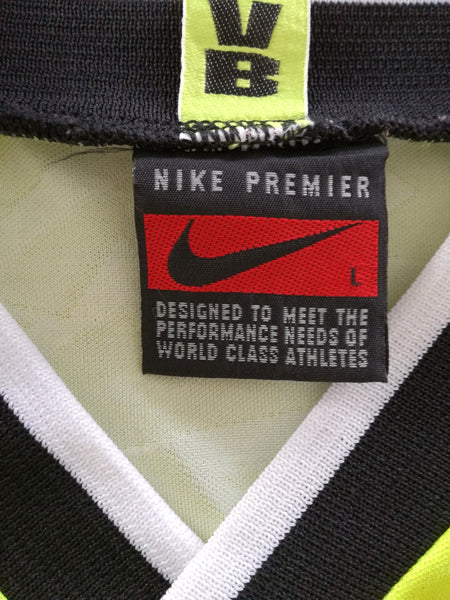 VB
NIKE PREMIER
L
DESIGNED TO MEET THE
PERFORMANCE NEEDS OF
WORLD CLASS ATHLETES